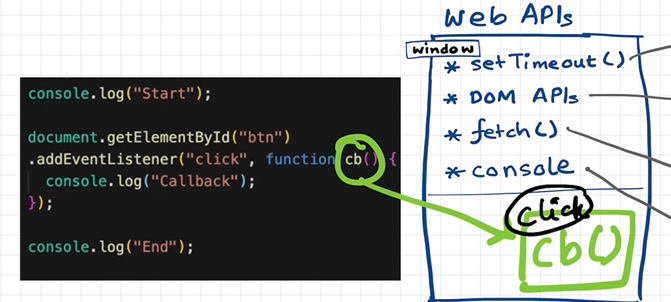 console.log("Start");
document.getElementById("btn")
.addEventListener("click", function cb() {
console.log("Callback");
});
console.log("End");
Web APIs
window
* setTimeout()
* DOM APIs
* fetch()
* console
click
cb()